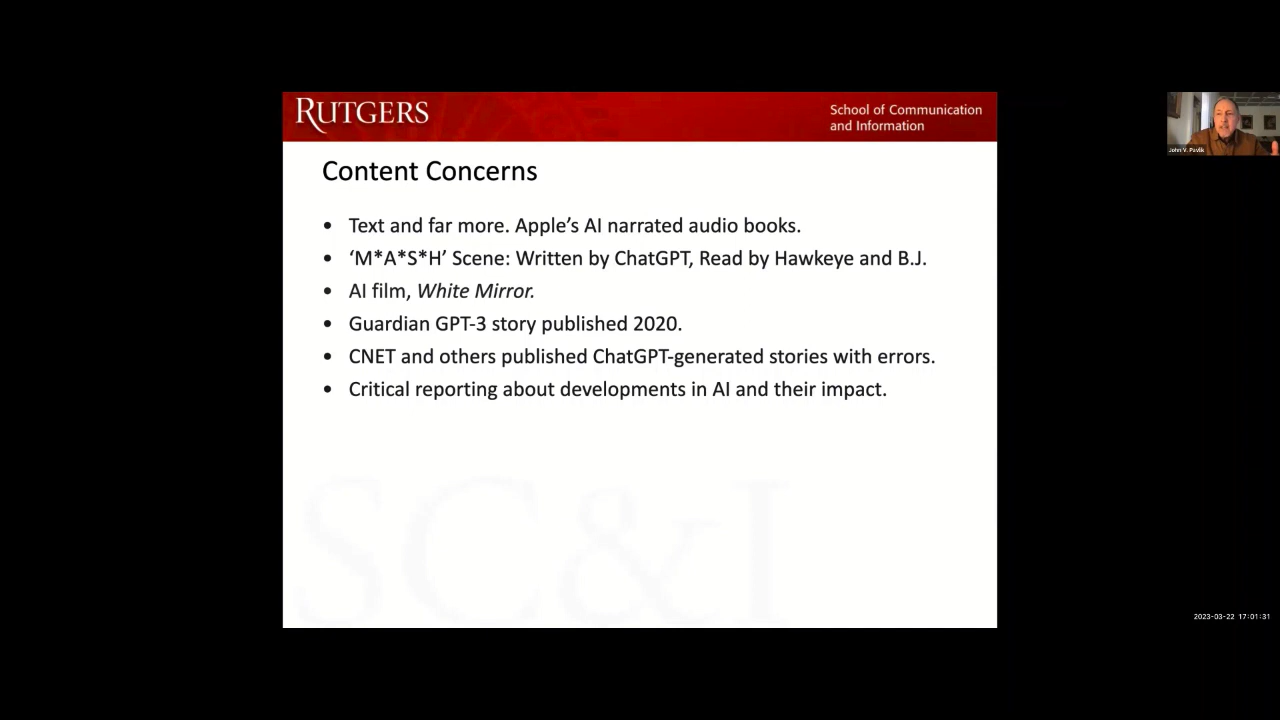 RUTGERS
School of Communication
and Information
Content Concerns
• Text and far more. Apple’s AI narrated audio books.
• ‘M*A*S*H’ Scene: Written by ChatGPT, Read by Hawkeye and B.J.
• AI film, White Mirror.
• Guardian GPT-3 story published 2020.
• CNET and others published ChatGPT-generated stories with errors.
• Critical reporting about developments in AI and their impact.
SC&I
John V. Pavlik
2023-03-22 17:01:31